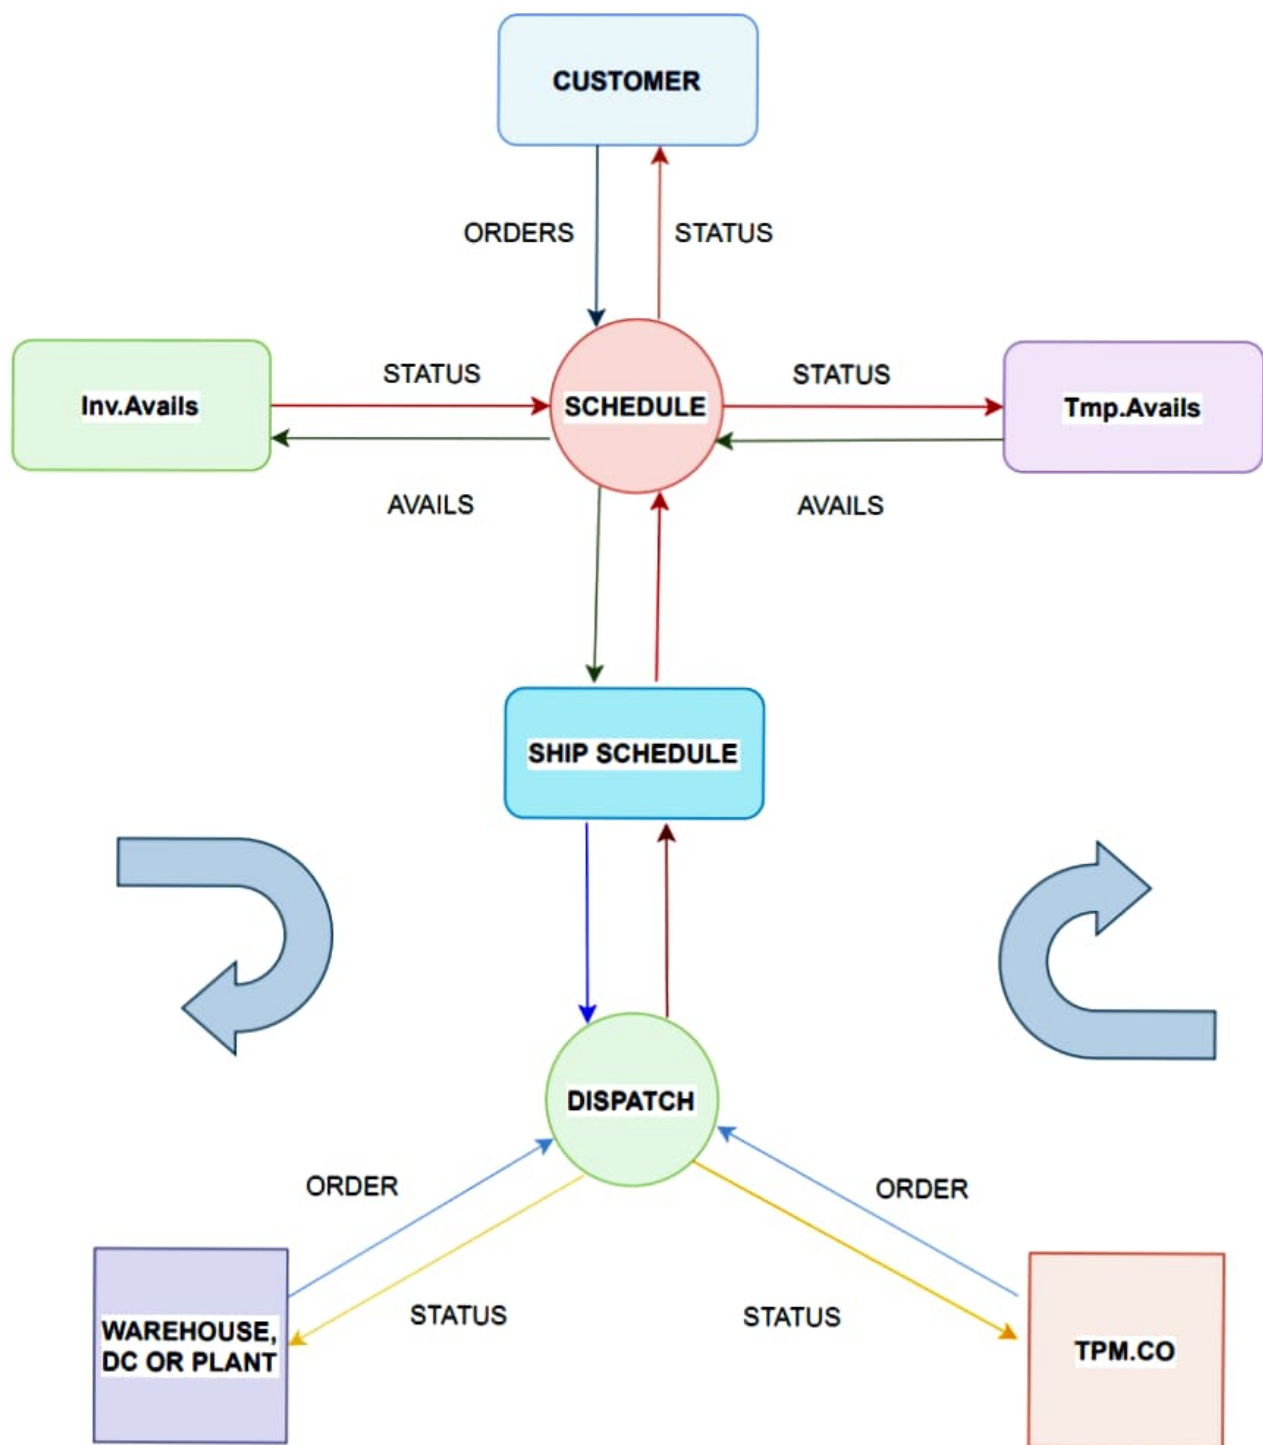 CUSTOMER
ORDERS
STATUS
STATUS
STATUS
Inv.Avails
SCHEDULE
Tmp.Avails
AVAILS
AVAILS
SHIP SCHEDULE
DISPATCH
ORDER
ORDER
STATUS
STATUS
WAREHOUSE,
DC OR PLANT
TPM.CO